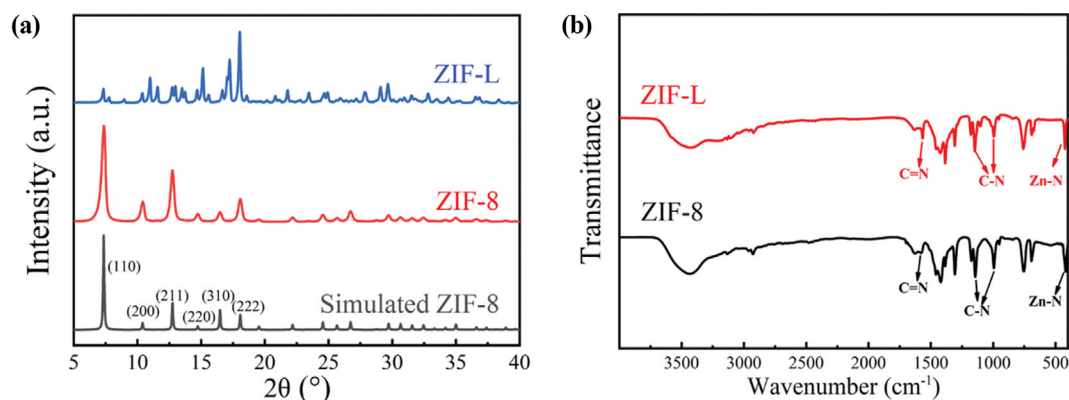 (a)
Intensity (a.u.)
ZIF-L
ZIF-8
Simulated ZIF-8
(110)
(200)
(211)
(220)
(310)
(222)
5 10 15 20 25 30 35 40
2θ (°)
(b)
Transmittance
ZIF-L
C=N
C-N
Zn-N
ZIF-8
C=N
C-N
Zn-N
3500 3000 2500 2000 1500 1000 500
Wavenumber (cm⁻¹)